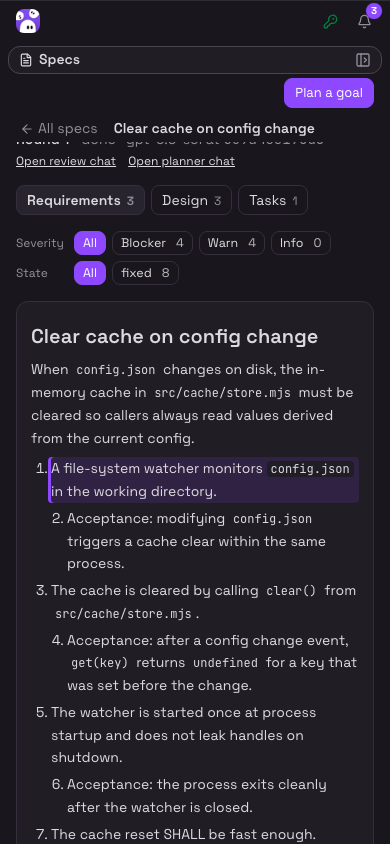 3
Specs
Plan a goal
← All specs Clear cache on config change
Open review chat Open planner chat
Requirements 3 Design 3 Tasks 1
Severity All Blocker 4 Warn 4 Info 0
State All fixed 8
Clear cache on config change
When config.json changes on disk, the in-
memory cache in src/cache/store.mjs must be
cleared so callers always read values derived
from the current config.
1. A file-system watcher monitors config.json
in the working directory.
2. Acceptance: modifying config.json
triggers a cache clear within the same
process.
3. The cache is cleared by calling clear() from
src/cache/store.mjs.
4. Acceptance: after a config change event,
get(key) returns undefined for a key that
was set before the change.
5. The watcher is started once at process
startup and does not leak handles on
shutdown.
6. Acceptance: the process exits cleanly
after the watcher is closed.
7. The cache reset SHALL be fast enough.